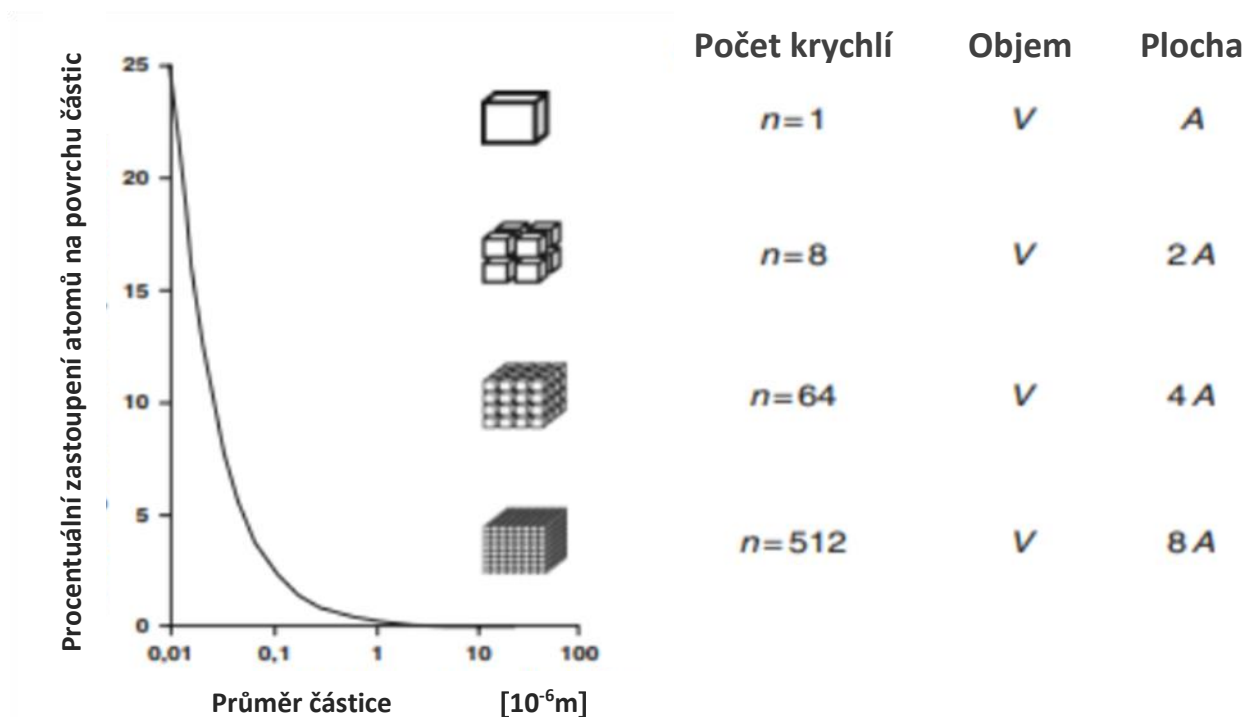 Procentuální zastoupení atomů na povrchu částic
25
20
15
10
5
0
0,01 0,1 1 10 100
Průměr částice [10⁻⁶m]
Počet krychlí Objem Plocha
n=1 V A
n=8 V 2A
n=64 V 4A
n=512 V 8A